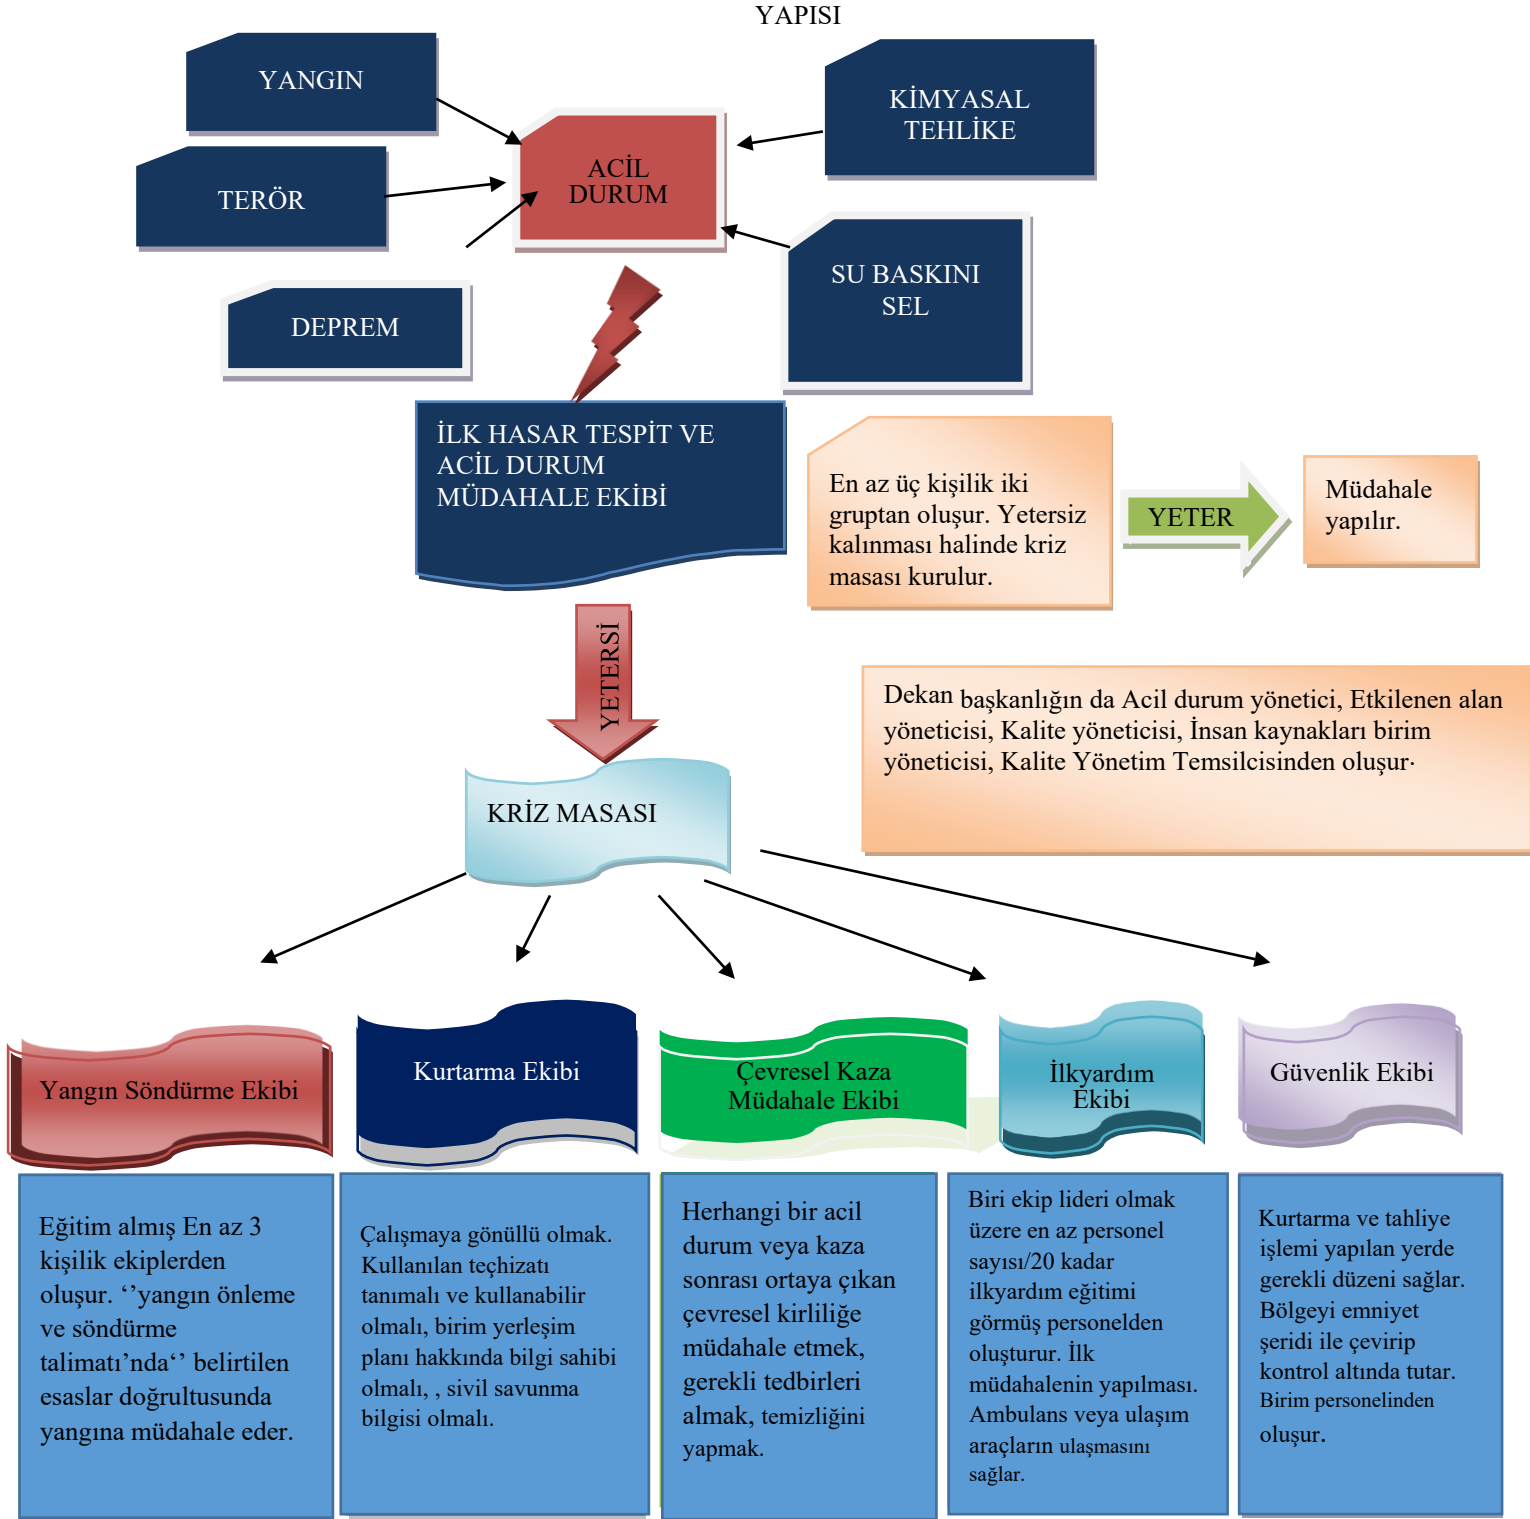 YAPISI
YANGIN
KİMYASAL
TEHLİKE
ACİL
DURUM
TERÖR
SU BASKINI
SEL
DEPREM
İLK HASAR TESPİT VE
ACİL DURUM
MÜDAHALE EKİBİ
En az üç kişilik iki
gruptan oluşur. Yetersiz
kalınması halinde kriz
masası kurulur.
YETER
Müdahale
yapılır.
YETERSİ
Dekan başkanlığın da Acil durum yönetici, Etkilenen alan
yöneticisi, Kalite yöneticisi, İnsan kaynakları birim
yöneticisi, Kalite Yönetim Temsilcisinden oluşur.
KRİZ MASASI
Yangın Söndürme Ekibi
Kurtarma Ekibi
Çevresel Kaza
Müdahale Ekibi
İlkyardım
Ekibi
Güvenlik Ekibi
Eğitim almış En az 3
kişilik ekiplerden
oluşur. ‘’yangın önleme
ve söndürme
talimatı’nda‘’ belirtilen
esaslar doğrultusunda
yangına müdahale eder.
Çalışmaya gönüllü olmak.
Kullanılan teçhizatı
tanımalı ve kullanabilir
olmalı, birim yerleşim
planı hakkında bilgi sahibi
olmalı, , sivil savunma
bilgisi olmalı.
Herhangi bir acil
durum veya kaza
sonrası ortaya çıkan
çevresel kirliliğe
müdahale etmek,
gerekli tedbirleri
almak, temizliğini
yapmak.
Biri ekip lideri olmak
üzere en az personel
sayısı/20 kadar
ilkyardım eğitimi
görmüş personelden
oluşturur. İlk
müdahalenin yapılması.
Ambulans veya ulaşım
araçların ulaşmasını
sağlar.
Kurtarma ve tahliye
işlemi yapılan yerde
gerekli düzeni sağlar.
Bölgeyi emniyet
şeridi ile çevirip
kontrol altında tutar.
Birim personelinden
oluşur.